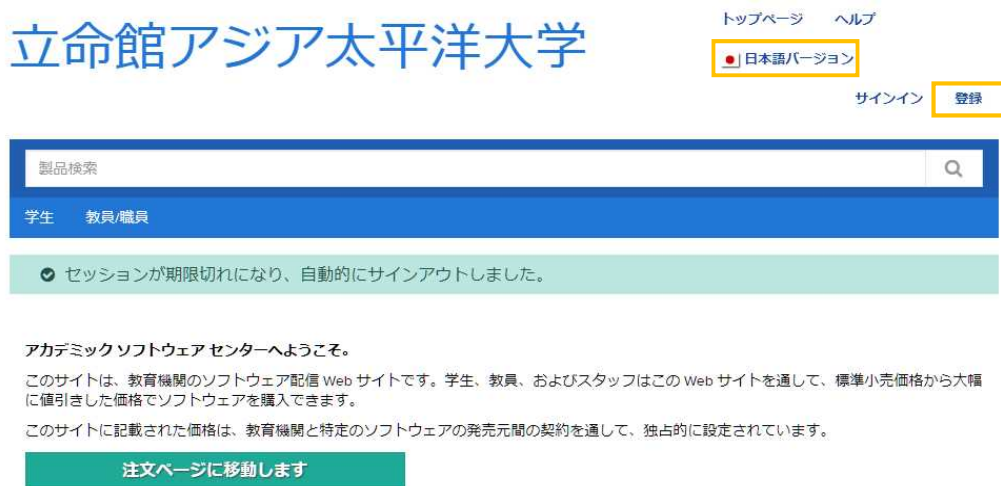 立命館アジア太平洋大学
トップページ ヘルプ
日本語バージョン
サインイン 登録
製品検索
学生 教員/職員
セッションが期限切れになり、自動的にサインアウトしました。
アカデミック ソフトウェア センターへようこそ。
このサイトは、教育機関のソフトウェア配信 Web サイトです。学生、教員、およびスタッフはこの Web サイトを通して、標準小売価格から大幅
に値引きした価格でソフトウェアを購入できます。
このサイトに記載された価格は、教育機関と特定のソフトウェアの発売元間の契約を通して、独占的に設定されています。
注文ページに移動します